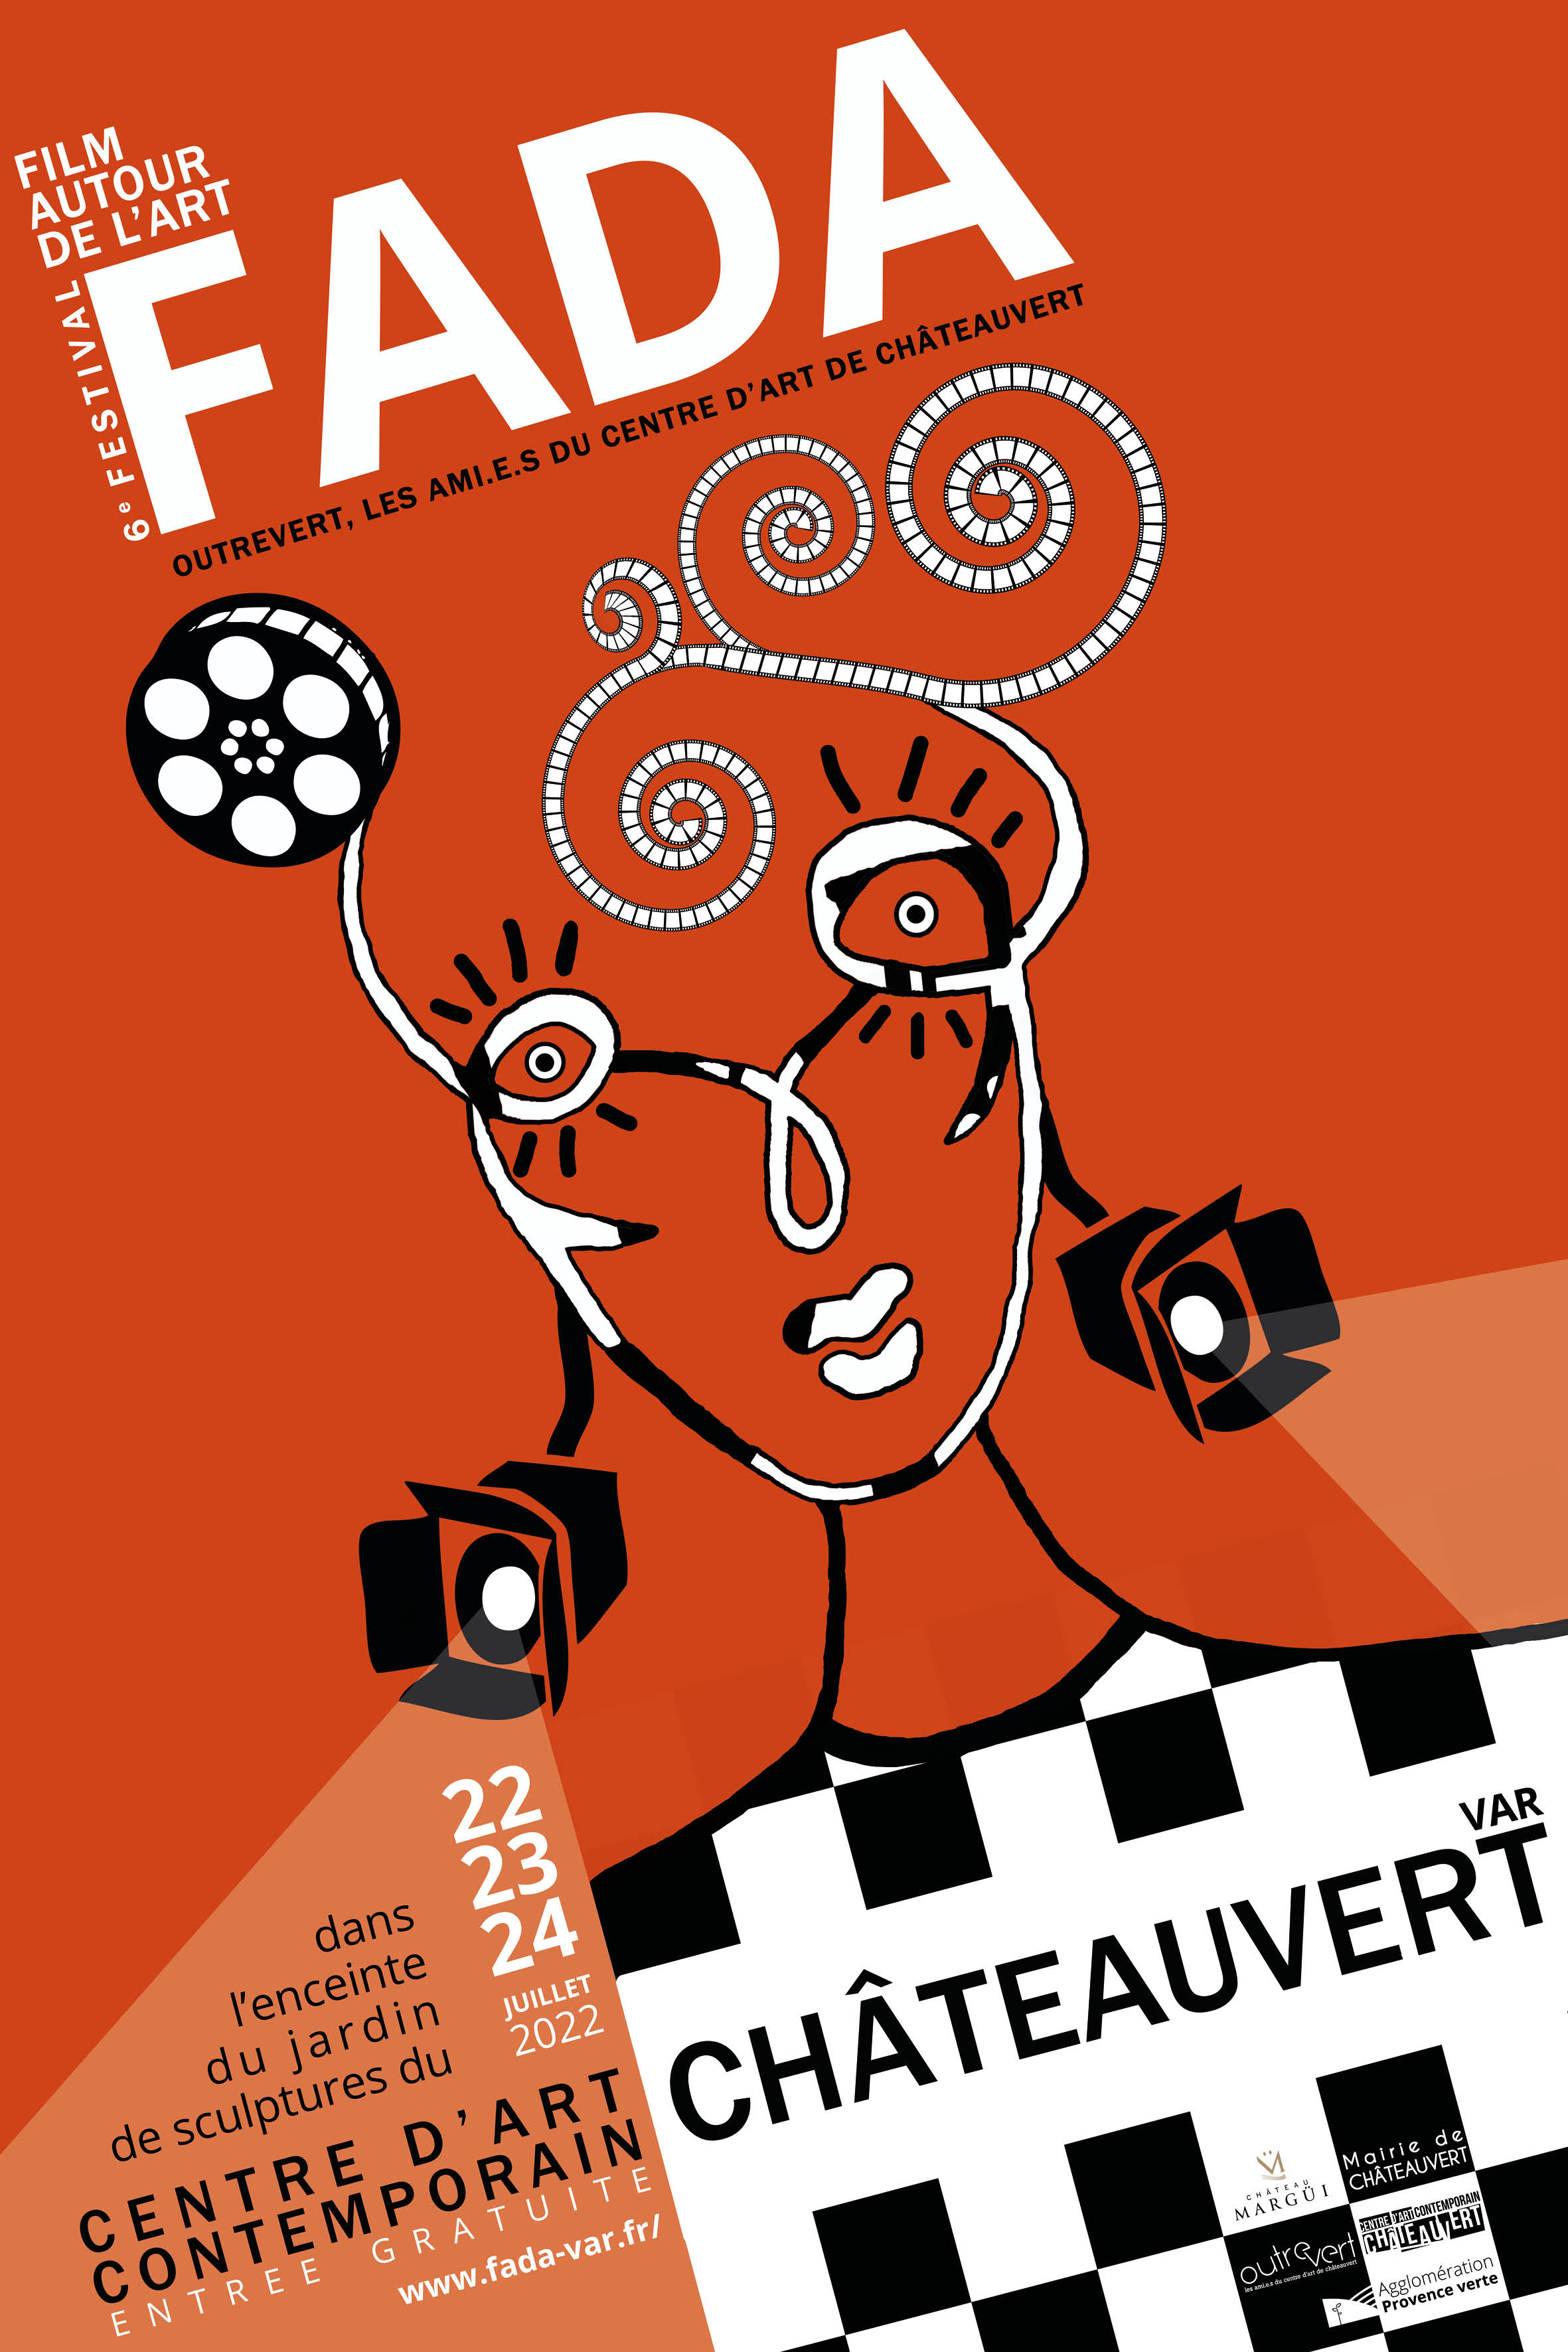 FILM
AUTOUR
DE L'ART
6e FESTIVAL
FADA
OUTREVERT, LES AMI.E.S DU CENTRE D'ART DE CHÂTEAUVERT
22
23
24
JUILLET
2022
dans
l'enceinte
du jardin
de sculptures du
CENTRE D'ART
CONTEMPORAIN
ENTREE GRATUITE
www.fada-var.fr/
VAR
CHÂTEAUVERT
CHÂTEAU
MARGÜI
Mairie de
CHÂTEAUVERT
outrevert
les ami.e.s du centre d'art de châteauvert
CENTRE D'ART CONTEMPORAIN
CHÂTEAUVERT
Agglomération
Provence verte